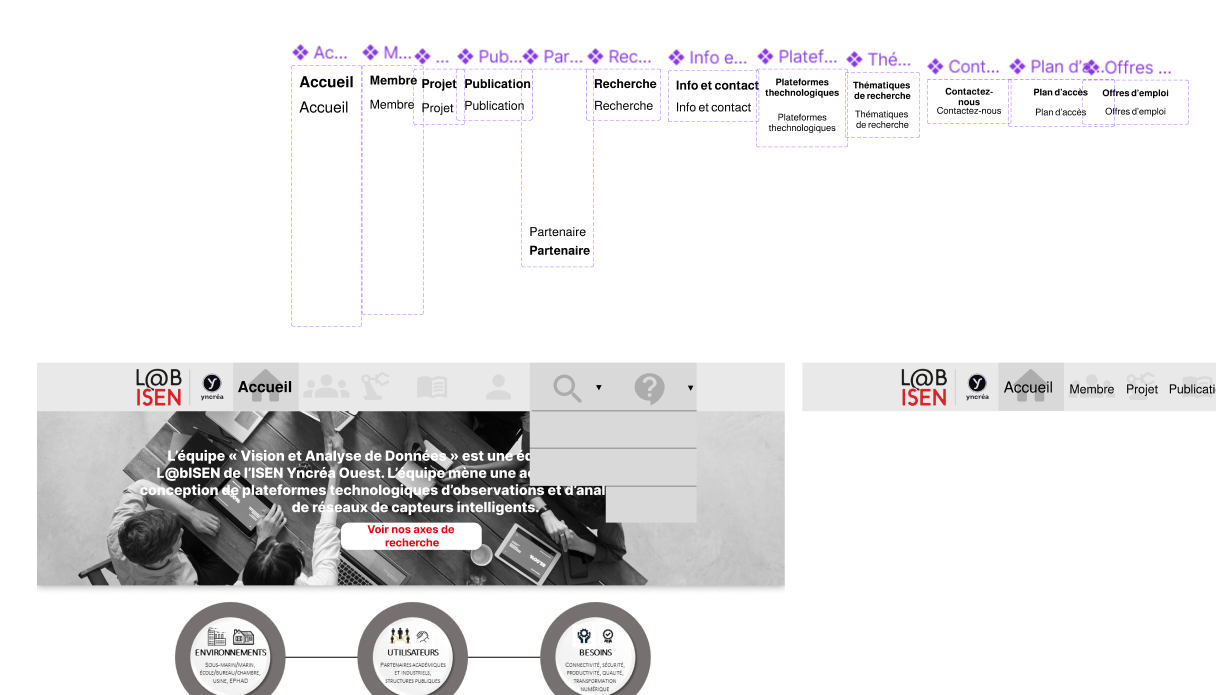 Ac...
M...
...
Pub...
Par...
Rec...
Info e...
Platef...
Thé...
Cont...
Plan d'a...
Offres ...
Accueil
Accueil
Membre
Membre
Projet
Projet
Publication
Publication
Partenaire
Partenaire
Recherche
Recherche
Info et contact
Info et contact
Plateformes
thechnologiques
Plateformes
thechnologiques
Thématiques
de recherche
Thématiques
de recherche
Contactez-
nous
Contactez-nous
Plan d'accès
Plan d'accès
Offres d'emploi
Offres d'emploi
L@B
ISEN
yncréa
Accueil
L'équipe « Vision et Analyse de Données » est une éq
L@bISEN de l'ISEN Yncréa Ouest. L'équipe mène une ac
conception de plateformes technologiques d'observations et d'anal
de réseaux de capteurs intelligents.
Voir nos axes de
recherche
ENVIRONNEMENTS
SOUS-MARIN/MARIN,
ÉCOLE/BUREAU/CHAMBRE,
USINE, EPHAD
UTILISATEURS
PARTENAIRES ACADÉMIQUES
ET INDUSTRIELS,
STRUCTURES PUBLIQUES
BESOINS
CONNECTIVITÉ, SÉCURITÉ,
PRODUCTIVITÉ, QUALITÉ,
TRANSFORMATION
NUMÉRIQUE
L@B
ISEN
yncréa
Accueil
Membre
Projet
Publicati